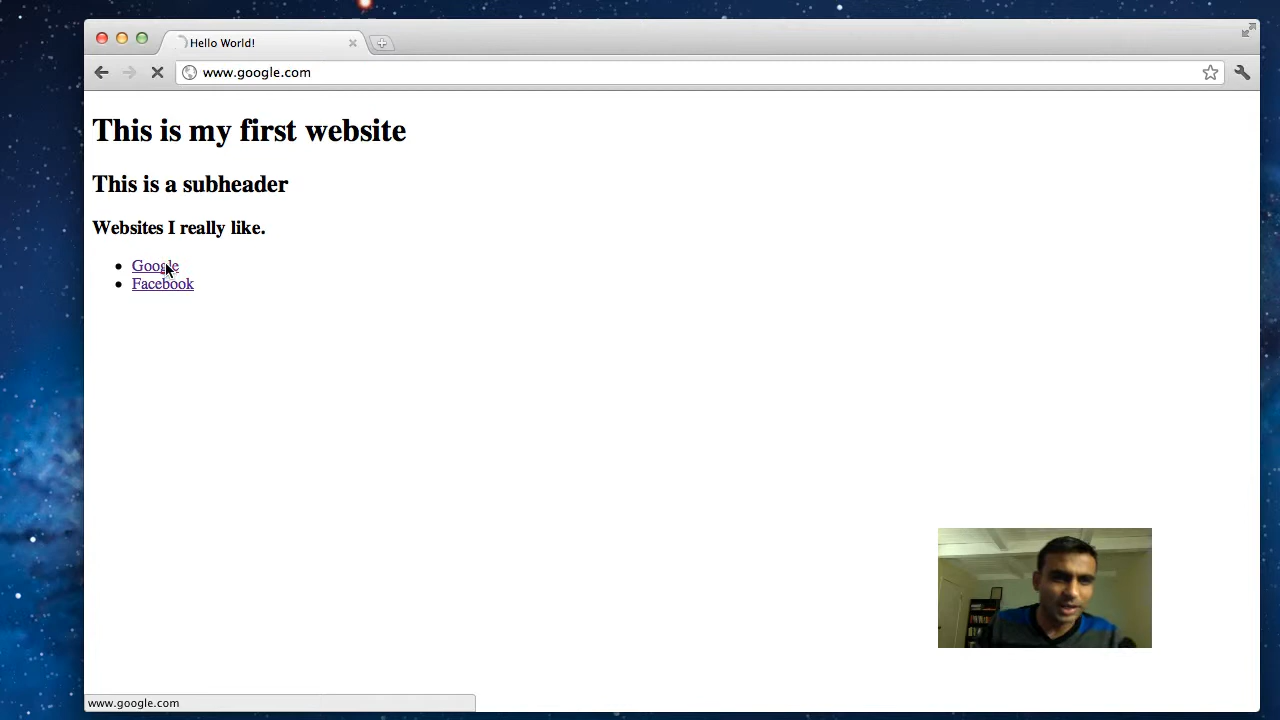 Hello World!
www.google.com
This is my first website
This is a subheader
Websites I really like.
Google
Facebook
www.google.com